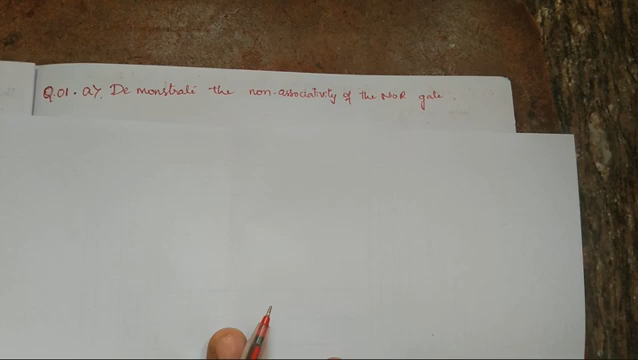 Q.01. a). Demonstrate the non-associativity of the NOR gate.